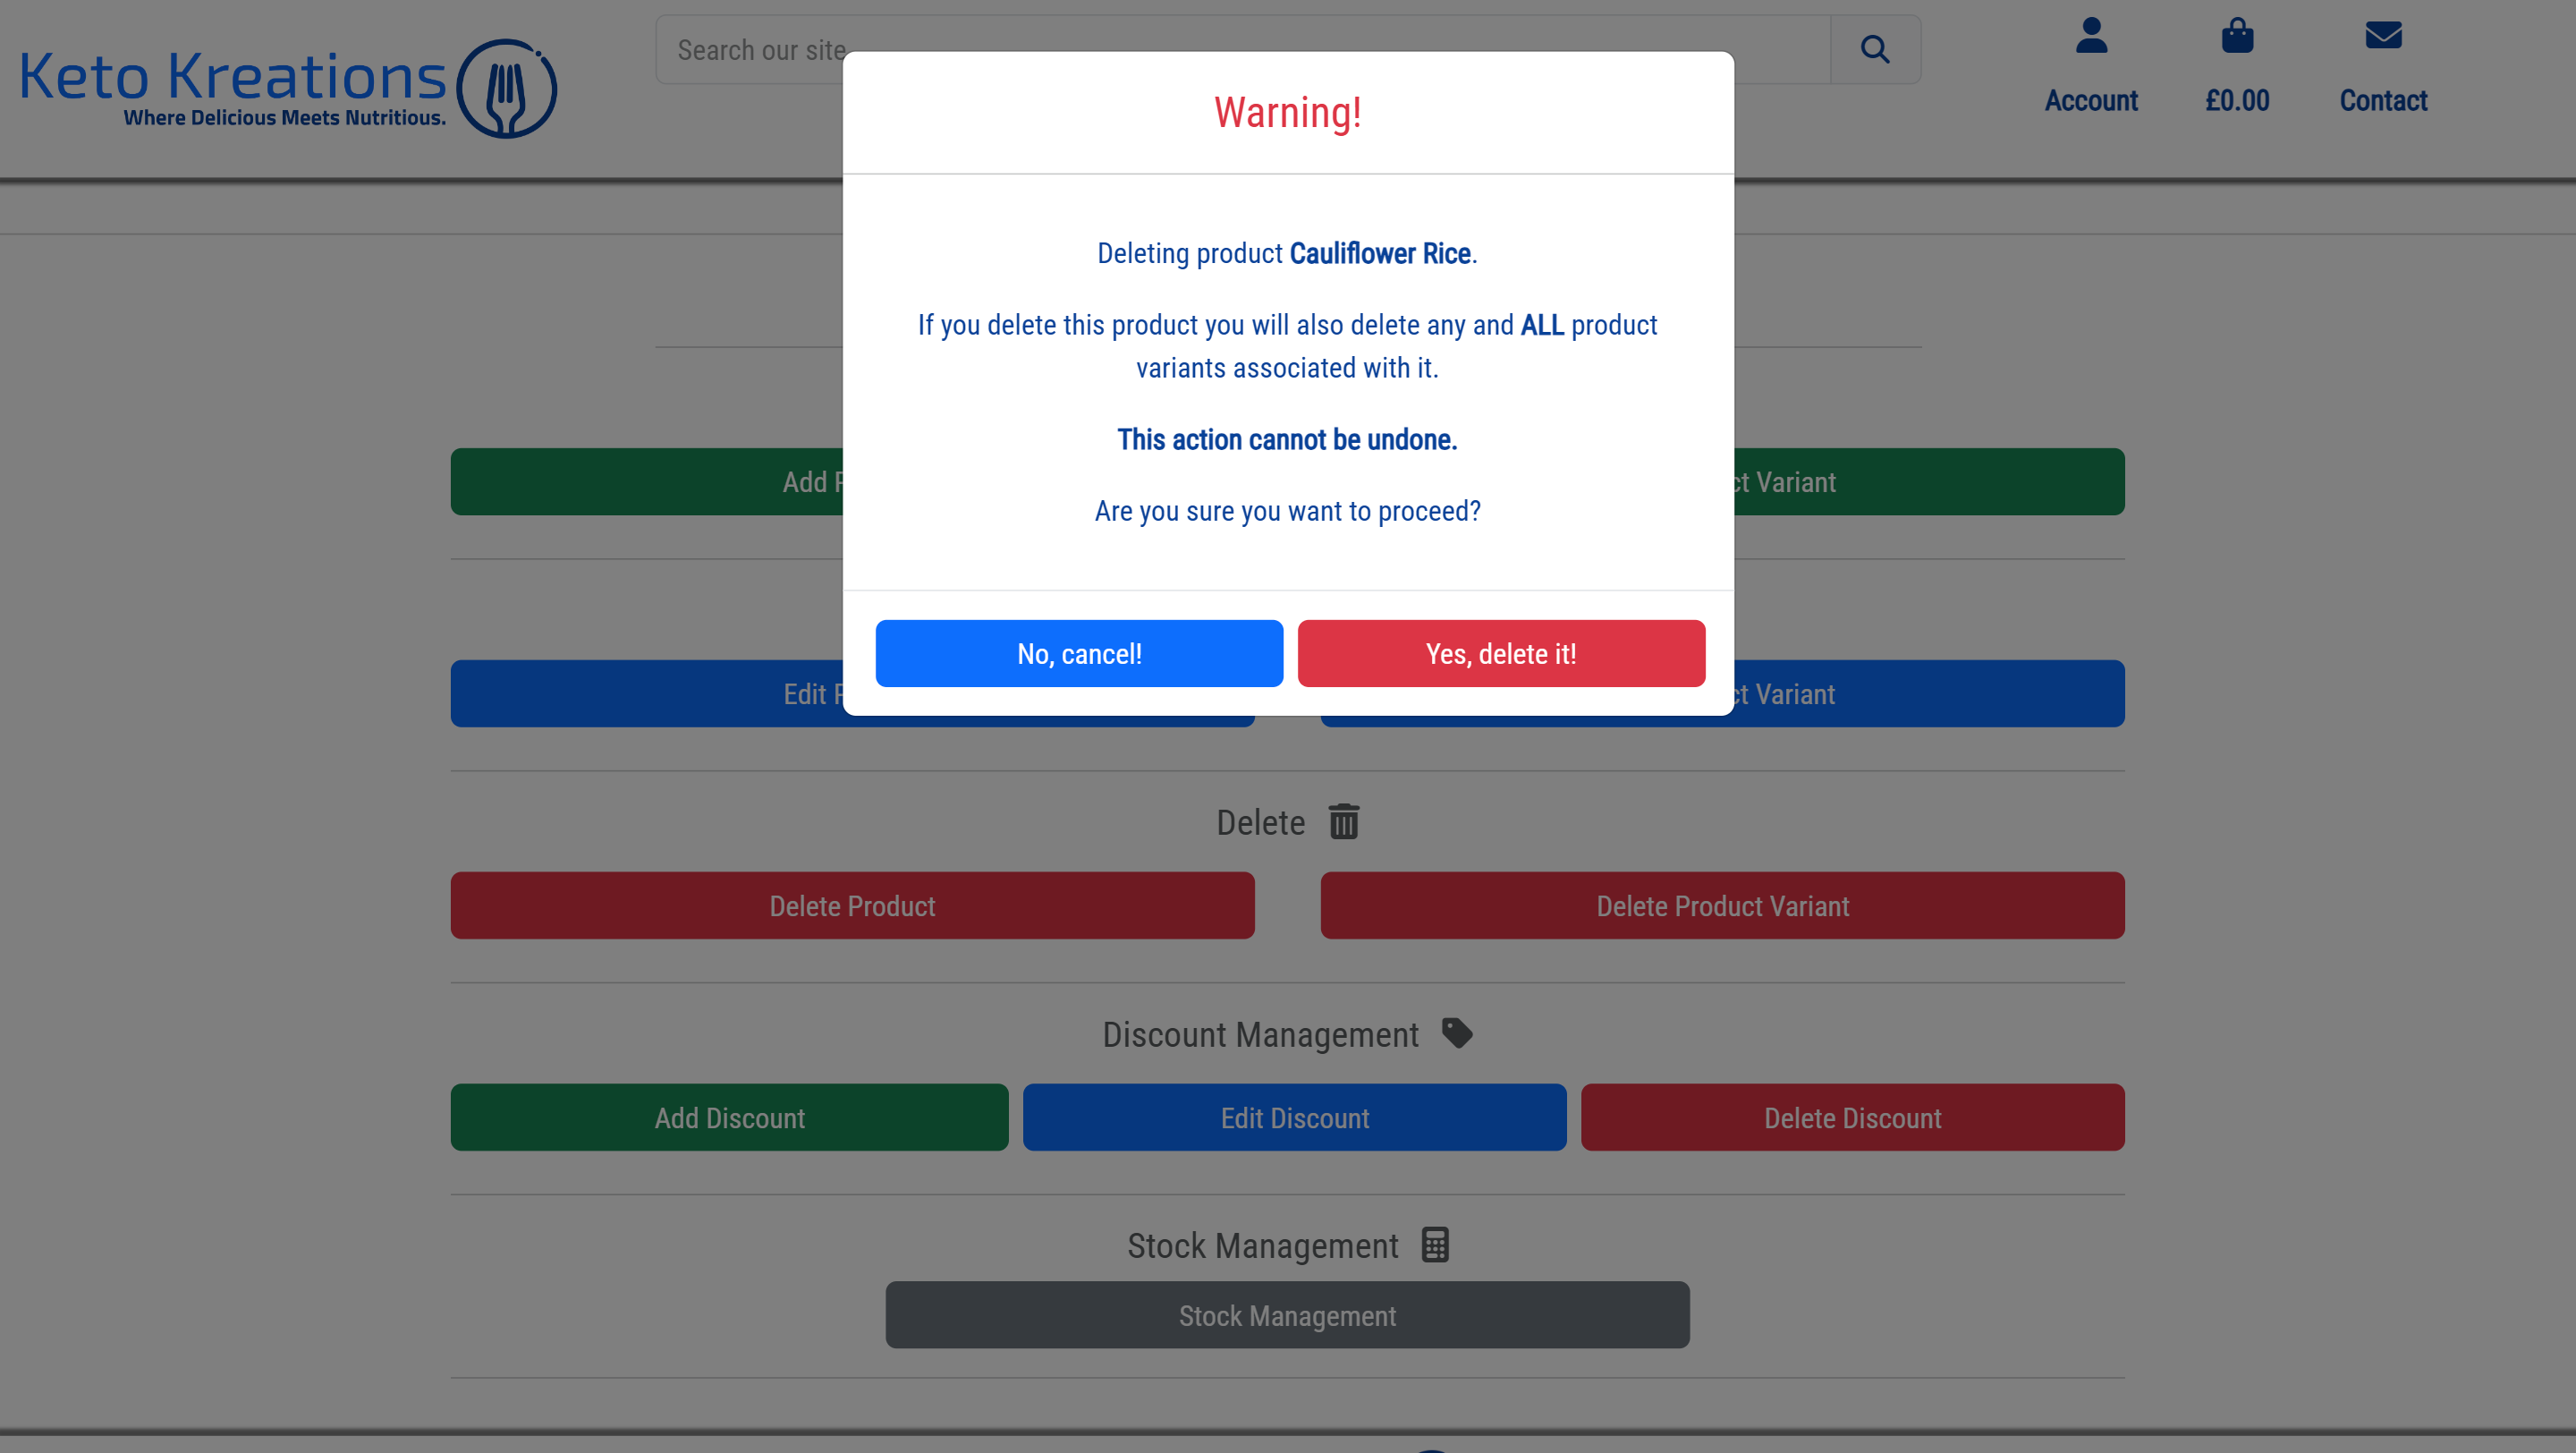 Keto Kreations
Where Delicious Meets Nutritious.
Search our site
Account
£0.00
Contact
Warning!
Deleting product Cauliflower Rice.
If you delete this product you will also delete any and ALL product
variants associated with it.
This action cannot be undone.
Are you sure you want to proceed?
No, cancel!
Yes, delete it!
Add
Variant
Edit
Variant
Delete
Delete Product
Delete Product Variant
Discount Management
Add Discount
Edit Discount
Delete Discount
Stock Management
Stock Management